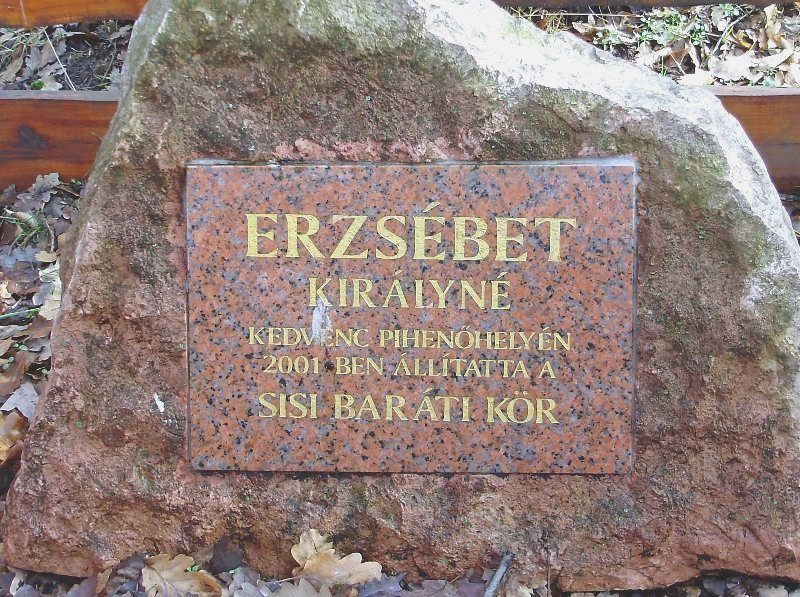 ERZSÉBET
KIRÁLYNÉ
KEDVENC PIHENŐHELYÉN
2001 BEN ÁLLÍTATTA A
SISI BARÁTI KÖR